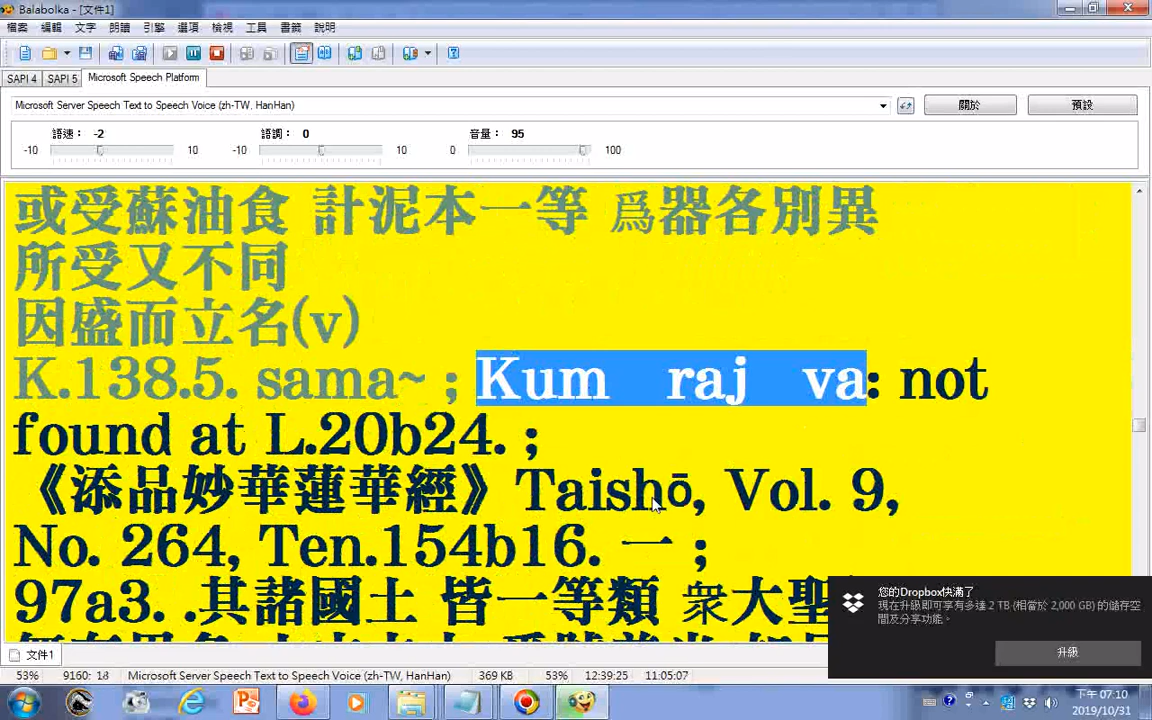 Balabolka - [文件1]
檔案 編輯 文字 朗讀 引擎 選項 檢視 工具 書籤 說明
SAPI 4 SAPI 5 Microsoft Speech Platform
Microsoft Server Speech Text to Speech Voice (zh-TW, HanHan) 關於 預設
語速： -2 語調： 0 音量： 95
-10 10 -10 10 0 100
或受蘇油食 計泥本一等 爲器各別異
所受又不同
因盛而立名(v)
K.138.5. sama~ ; Kum raj va: not
found at L.20b24. ;
《添品妙華蓮華經》Taishō, Vol. 9,
No. 264, Ten.154b16. 一 ;
97a3. .其諸國土 皆一等類 衆大聖
您的Dropbox快滿了
現在升級即可享有多達 2 TB (相當於 2,000 GB) 的儲存空
間及分享功能。
升級
文件1
53% 9160: 18 Microsoft Server Speech Text to Speech Voice (zh-TW, HanHan) 369 KB 53% 12:39:25 11:05:07
下午 07:10
2019/10/31